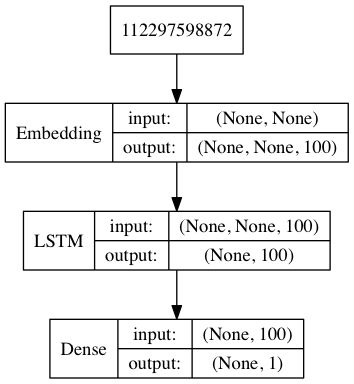 112297598872
Embedding
input: (None, None)
output: (None, None, 100)
LSTM
input: (None, None, 100)
output: (None, 100)
Dense
input: (None, 100)
output: (None, 1)